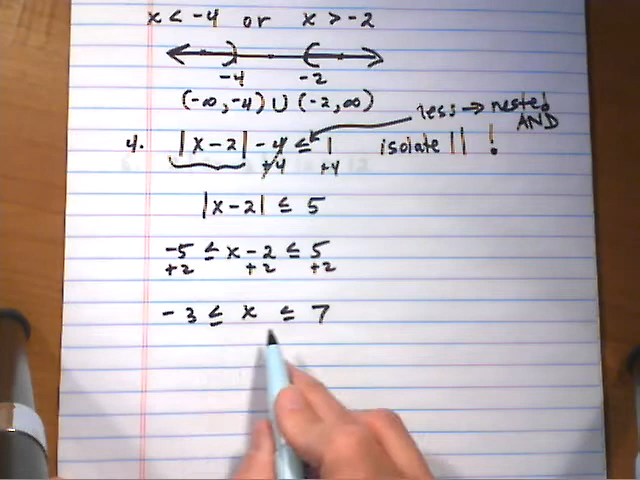 x < -4 or x > -2
-4 -2
(-∞, -4) ∪ (-2, ∞)
less → nested AND
4. |x - 2| - 4 ≤ 1 isolate | | !
+4 +4
|x - 2| ≤ 5
-5 ≤ x - 2 ≤ 5
+2 +2 +2
-3 ≤ x ≤ 7